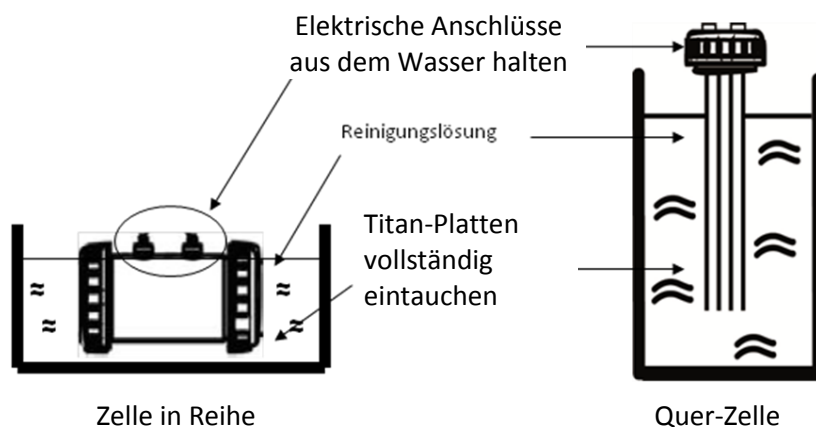 Elektrische Anschlüsse
aus dem Wasser halten
Reinigungslösung
Titan-Platten
vollständig
eintauchen
Zelle in Reihe
Quer-Zelle